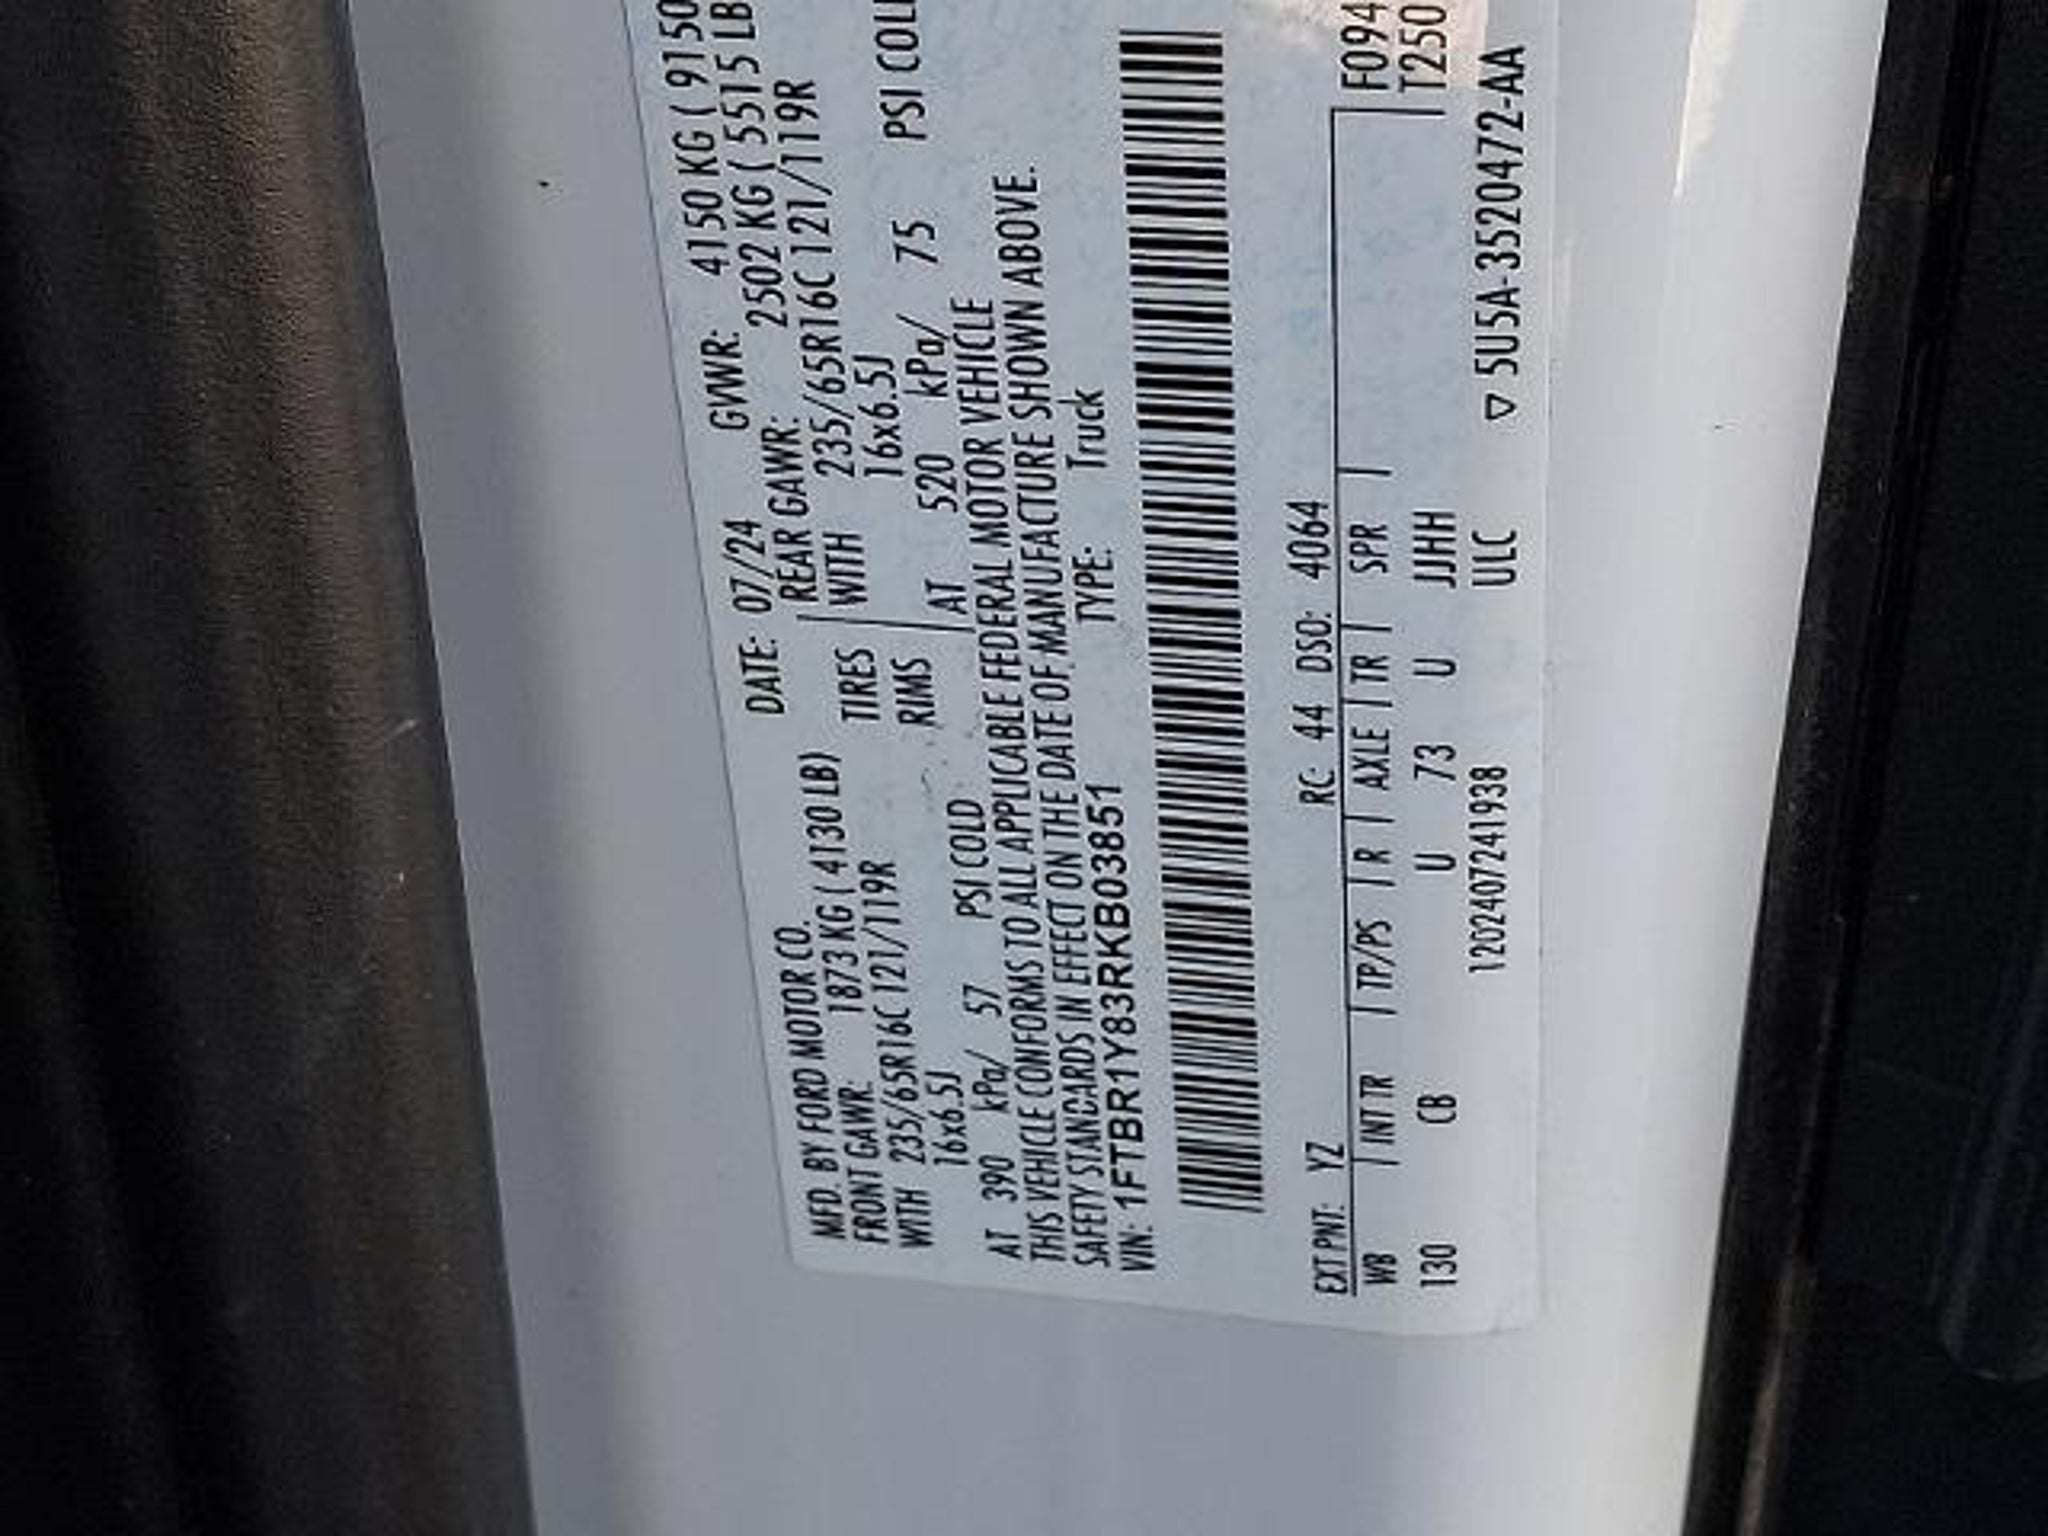 MFD. BY FORD MOTOR CO. DATE: 07/24 GVWR: 4150 KG ( 9150
FRONT GAWR: 1873 KG ( 4130 LB) REAR GAWR: 2502 KG ( 5515 LB
WITH 235/65R16C 121/119R TIRES WITH 235/65R16C 121/119R
16x6.5J RIMS 16x6.5J
AT 390 kPa/ 57 PSI COLD AT 520 kPa/ 75 PSI COL
THIS VEHICLE CONFORMS TO ALL APPLICABLE FEDERAL MOTOR VEHICLE
SAFETY STANDARDS IN EFFECT ON THE DATE OF MANUFACTURE SHOWN ABOVE.
VIN: 1FTBR1Y83RKB03851 TYPE: Truck
EXT PNT: YZ RC: 44 DSO: 4064
WB | INT TR | TP/PS | R | AXLE | TR | SPR | F094
130 CB U 73 U JJHH T250
1202407241938 ULC ▽ 5U5A-3520472-AA